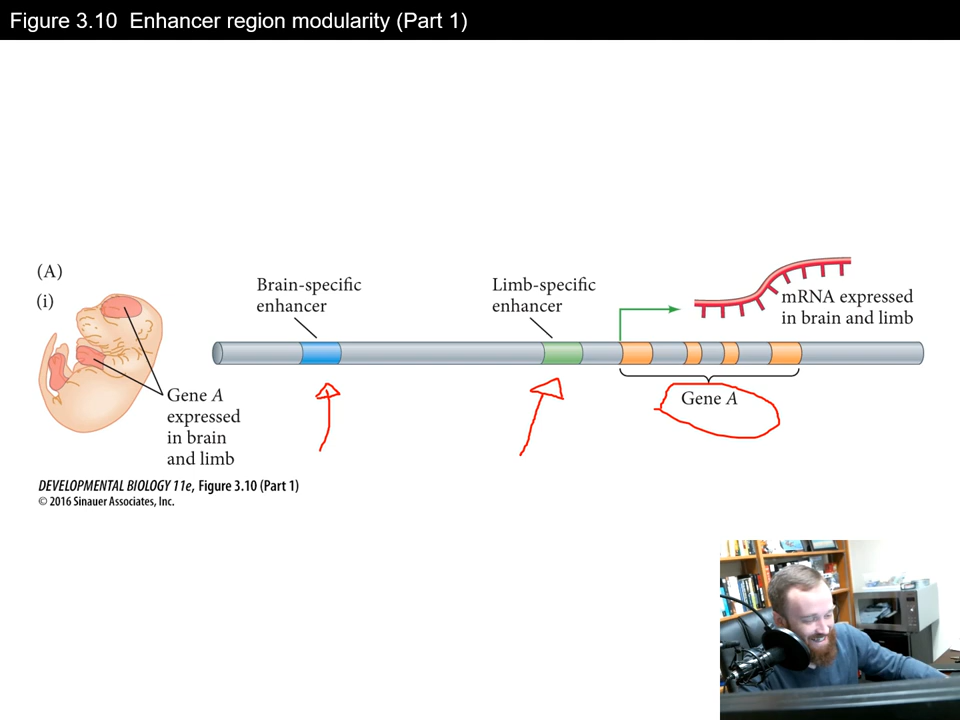 Figure 3.10 Enhancer region modularity (Part 1)
(A)
(i)
Gene A
expressed
in brain
and limb
Brain-specific
enhancer
Limb-specific
enhancer
mRNA expressed
in brain and limb
Gene A
DEVELOPMENTAL BIOLOGY 11e, Figure 3.10 (Part 1)
© 2016 Sinauer Associates, Inc.